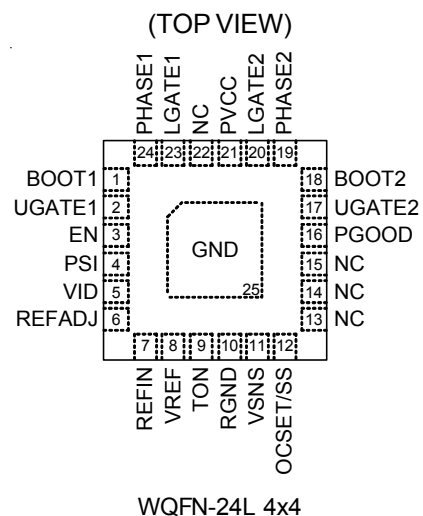 (TOP VIEW)
PHASE1
LGATE1
NC
PVCC
LGATE2
PHASE2
24 23 22 21 20 19
BOOT1 1 18 BOOT2
UGATE1 2 17 UGATE2
EN 3 16 PGOOD
PSI 4 GND 15 NC
VID 5 25 14 NC
REFADJ 6 13 NC
7 8 9 10 11 12
REFIN
VREF
TON
RGND
VSNS
OCSET/SS
WQFN-24L 4x4